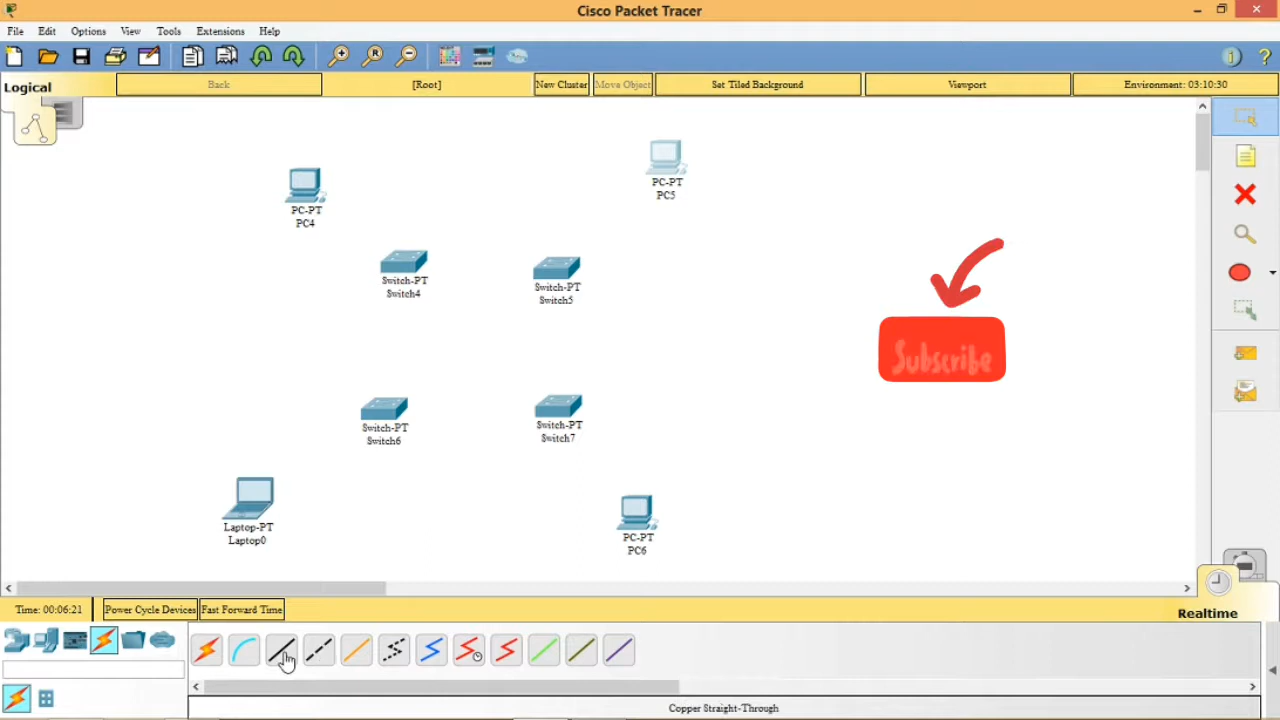 Cisco Packet Tracer
File Edit Options View Tools Extensions Help
Logical
Back
[Root]
New Cluster
Move Object
Set Tiled Background
Viewport
Environment: 03:10:30
PC-PT
PC4
PC-PT
PC5
Switch-PT
Switch4
Switch-PT
Switch5
Subscribe
Switch-PT
Switch6
Switch-PT
Switch7
Laptop-PT
Laptop0
PC-PT
PC6
Time: 00:06:21
Power Cycle Devices
Fast Forward Time
Realtime
Copper Straight-Through